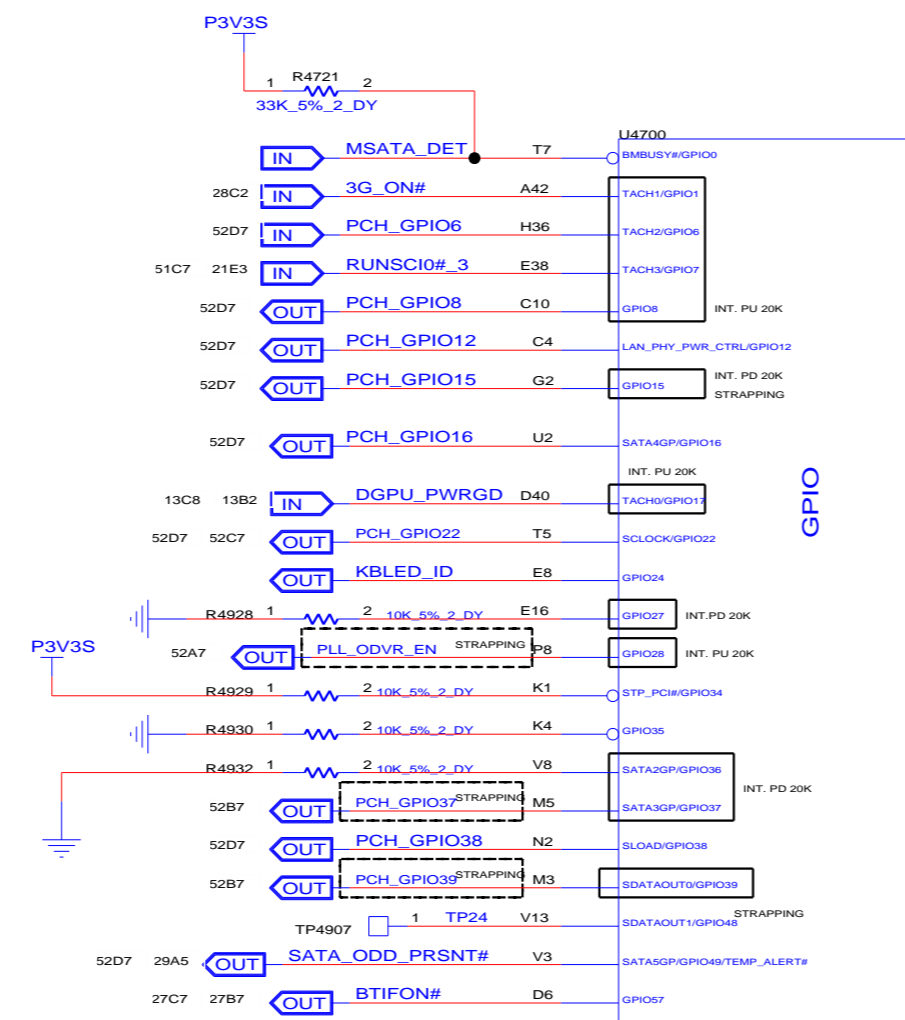 P3V3S
1 R4721 2
33K_5%_2_DY
U4700
IN MSATA_DET T7 BMBUSY#/GPIO0
28C2 IN 3G_ON# A42 TACH1/GPIO1
52D7 IN PCH_GPIO6 H36 TACH2/GPIO6
51C7 21E3 IN RUNSCI0#_3 E38 TACH3/GPIO7
52D7 OUT PCH_GPIO8 C10 GPIO8 INT. PU 20K
52D7 OUT PCH_GPIO12 C4 LAN_PHY_PWR_CTRL/GPIO12
52D7 OUT PCH_GPIO15 G2 GPIO15 INT. PD 20K
STRAPPING
52D7 OUT PCH_GPIO16 U2 SATA4GP/GPIO16
INT. PU 20K
13C8 13B2 IN DGPU_PWRGD D40 TACH0/GPIO17
GPIO
52D7 52C7 OUT PCH_GPIO22 T5 SCLOCK/GPIO22
OUT KBLED_ID E8 GPIO24
R4928 1 2 10K_5%_2_DY E16 GPIO27 INT.PD 20K
P3V3S
52A7 OUT PLL_ODVR_EN STRAPPING P8 GPIO28 INT. PU 20K
R4929 1 2 10K_5%_2_DY K1 STP_PCI#/GPIO34
R4930 1 2 10K_5%_2_DY K4 GPIO35
R4932 1 2 10K_5%_2_DY V8 SATA2GP/GPIO36
INT. PD 20K
52B7 OUT PCH_GPIO37 STRAPPING M5 SATA3GP/GPIO37
52D7 OUT PCH_GPIO38 N2 SLOAD/GPIO38
52B7 OUT PCH_GPIO39 STRAPPING M3 SDATAOUT0/GPIO39
STRAPPING
TP4907 1 TP24 V13 SDATAOUT1/GPIO48
52D7 29A5 OUT SATA_ODD_PRSNT# V3 SATA5GP/GPIO49/TEMP_ALERT#
27C7 27B7 OUT BTIFON# D6 GPIO57